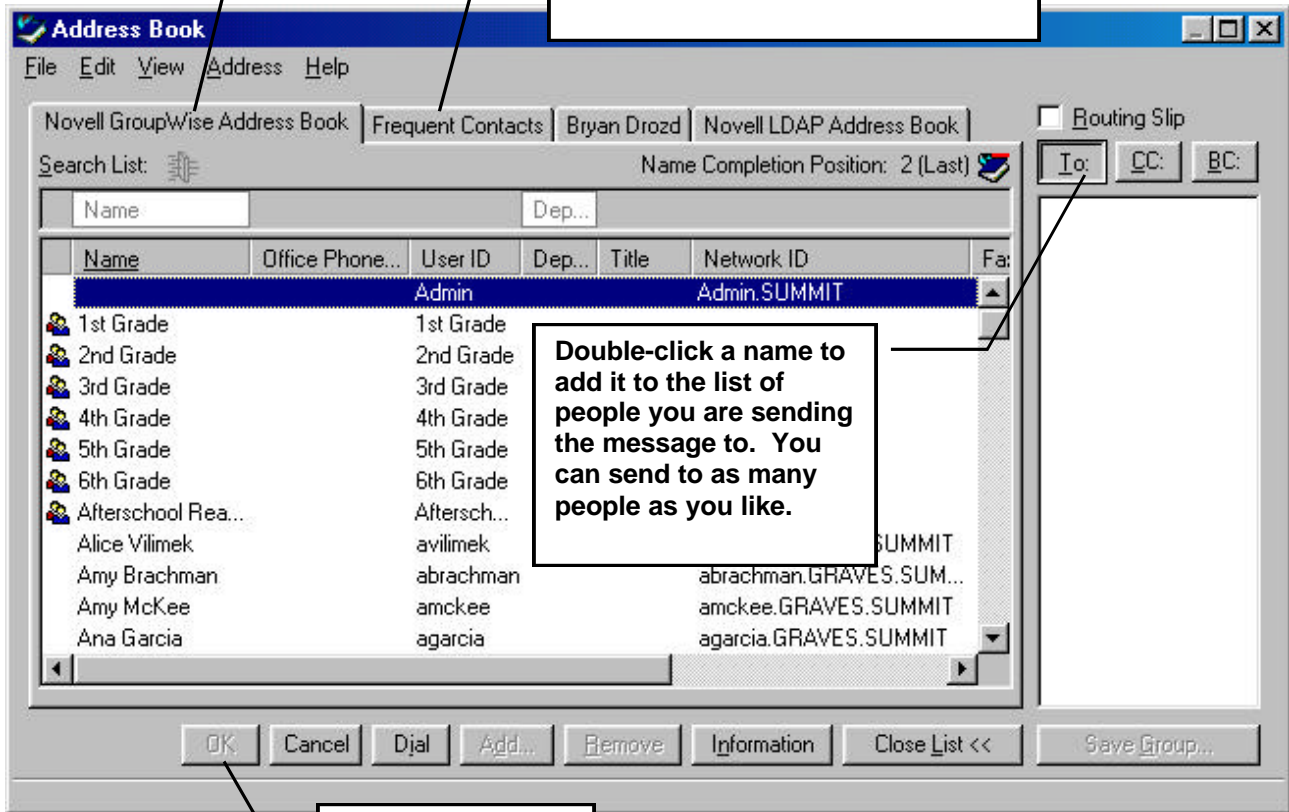 Address Book
File Edit View Address Help
Novell GroupWise Address Book Frequent Contacts Bryan Drozd Novell LDAP Address Book
Routing Slip
Search List: Name Completion Position: 2 (Last)
To: CC: BC:
Name Dep...
Name Office Phone... User ID Dep... Title Network ID Fa
Admin Admin.SUMMIT
1st Grade 1st Grade
2nd Grade 2nd Grade
3rd Grade 3rd Grade
4th Grade 4th Grade
5th Grade 5th Grade
6th Grade 6th Grade
Afterschool Rea... Aftersch...
Alice Vilimek avilimek SUMMIT
Amy Brachman abrachman abrachman.GRAVES.SUM...
Amy McKee amckee amckee.GRAVES.SUMMIT
Ana Garcia agarcia agarcia.GRAVES.SUMMIT
Double-click a name to
add it to the list of
people you are sending
the message to. You
can send to as many
people as you like.
OK Cancel Dial Add... Remove Information Close List << Save Group...